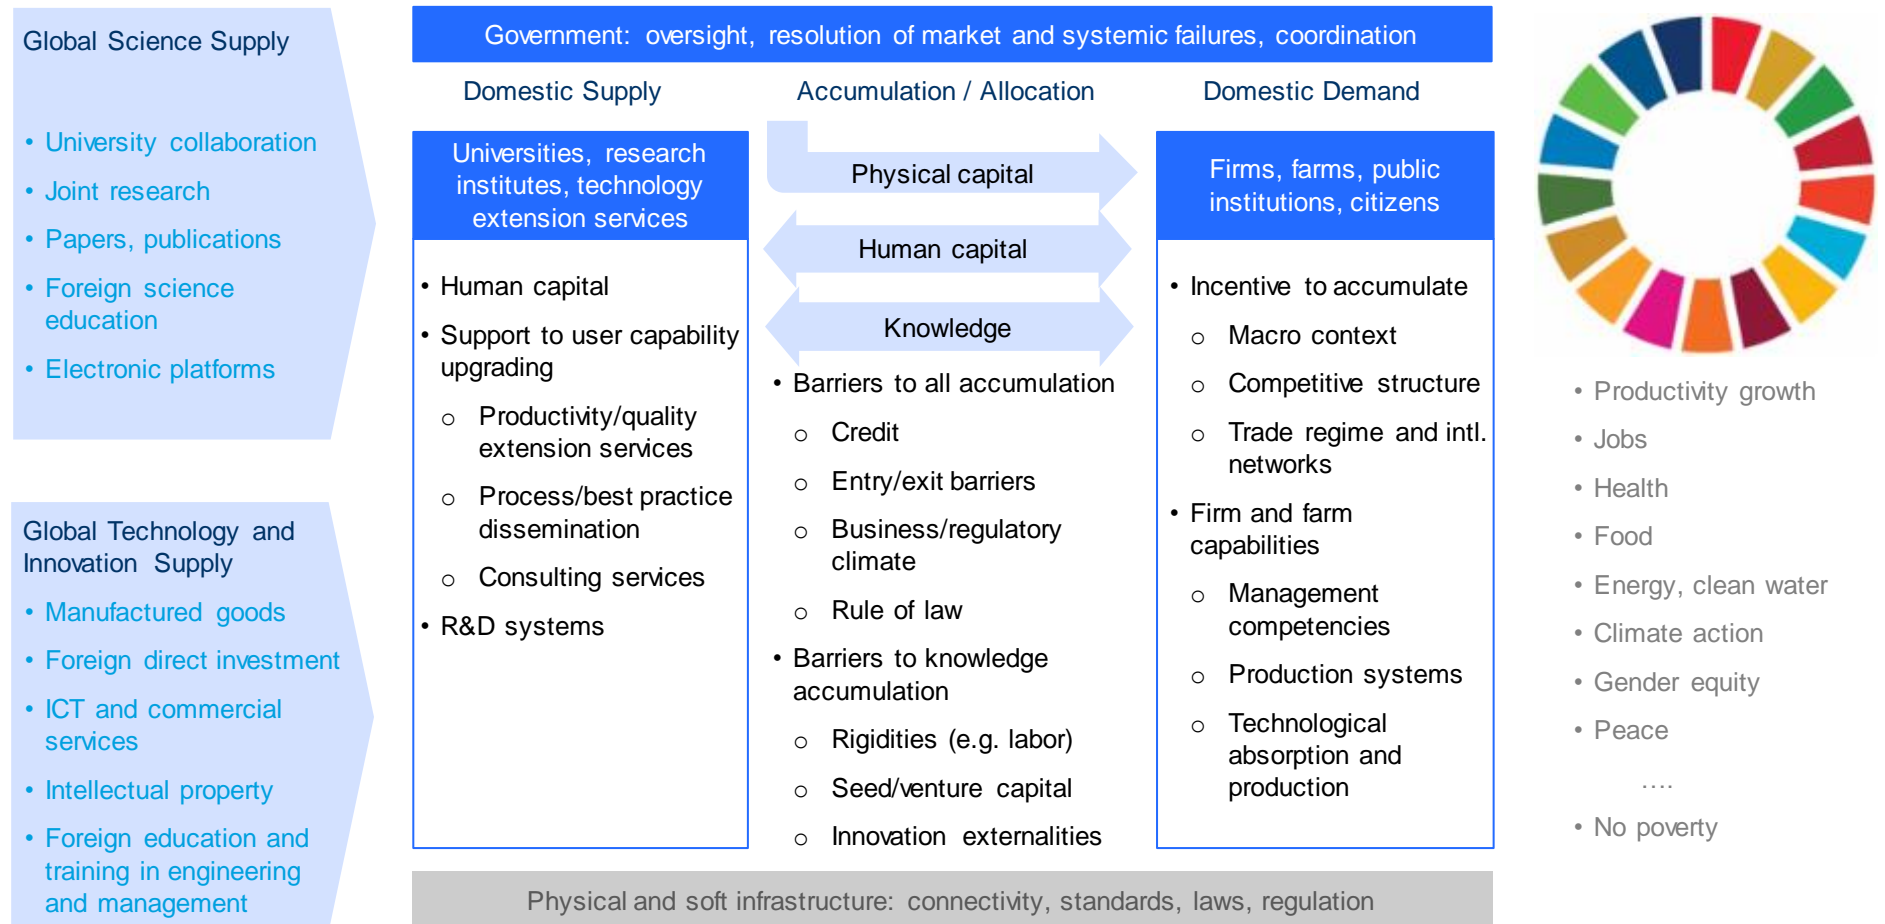 Global Science Supply
• University collaboration
• Joint research
• Papers, publications
• Foreign science
education
• Electronic platforms
Global Technology and
Innovation Supply
• Manufactured goods
• Foreign direct investment
• ICT and commercial
services
• Intellectual property
• Foreign education and
training in engineering
and management
Government: oversight, resolution of market and systemic failures, coordination
Domestic Supply
Universities, research
institutes, technology
extension services
• Human capital
• Support to user capability
upgrading
o Productivity/quality
extension services
o Process/best practice
dissemination
o Consulting services
• R&D systems
Accumulation / Allocation
Physical capital
Human capital
Knowledge
• Barriers to all accumulation
o Credit
o Entry/exit barriers
o Business/regulatory
climate
o Rule of law
• Barriers to knowledge
accumulation
o Rigidities (e.g. labor)
o Seed/venture capital
o Innovation externalities
Domestic Demand
Firms, farms, public
institutions, citizens
• Incentive to accumulate
o Macro context
o Competitive structure
o Trade regime and intl.
networks
• Firm and farm
capabilities
o Management
competencies
o Production systems
o Technological
absorption and
production
Physical and soft infrastructure: connectivity, standards, laws, regulation
• Productivity growth
• Jobs
• Health
• Food
• Energy, clean water
• Climate action
• Gender equity
• Peace
....
• No poverty